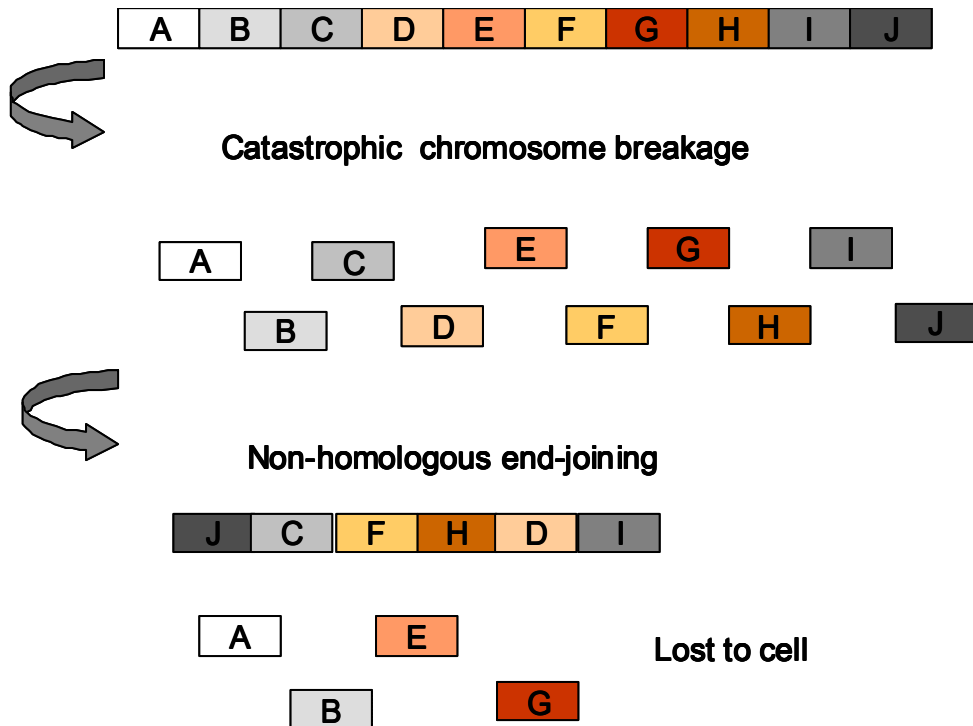 A B C D E F G H I J
Catastrophic chromosome breakage
A C E G I
B D F H J
Non-homologous end-joining
J C F H D I
A E
Lost to cell
B G